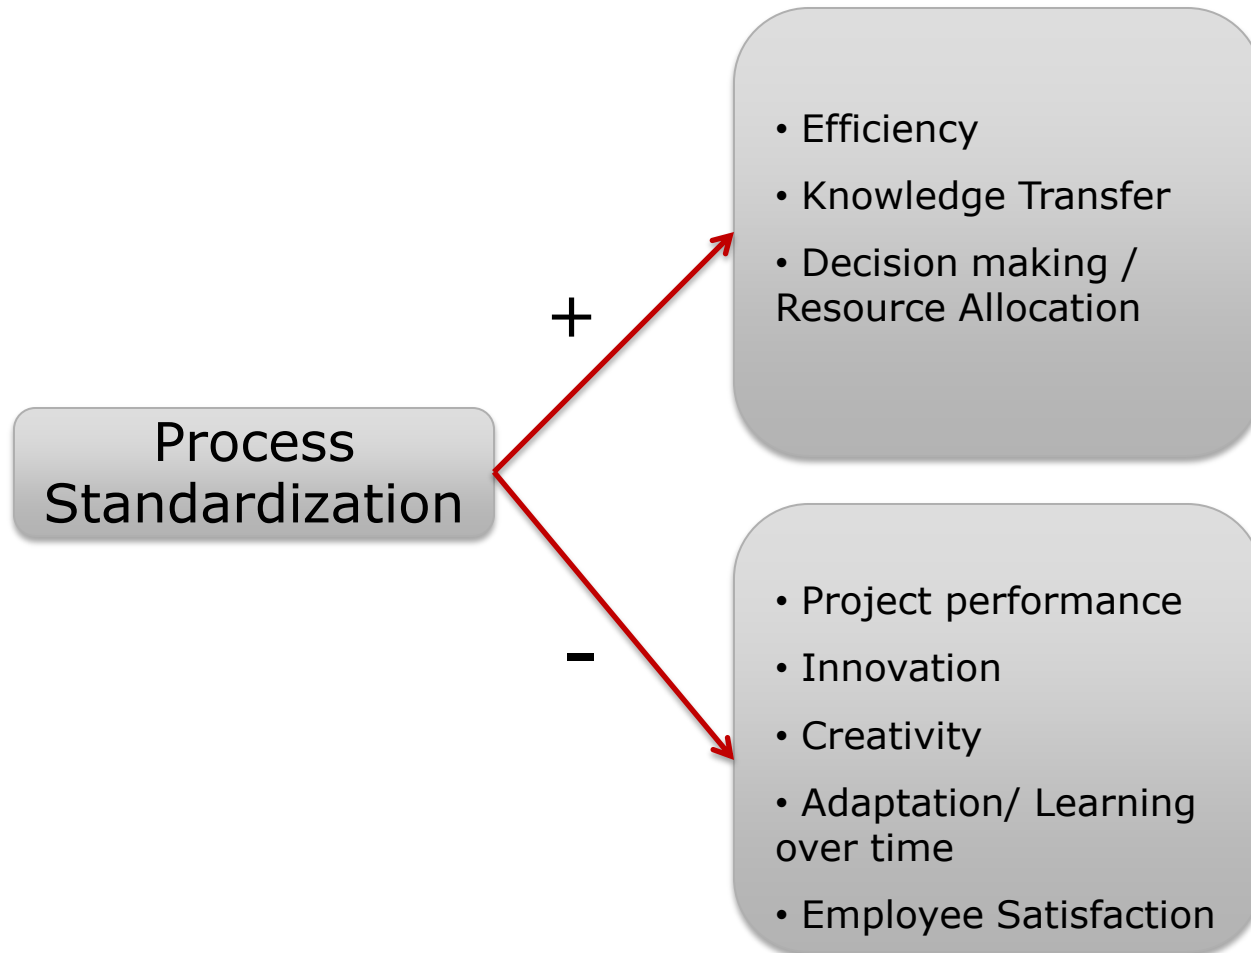 • Efficiency
• Knowledge Transfer
• Decision making /
Resource Allocation
+
Process
Standardization
-
• Project performance
• Innovation
• Creativity
• Adaptation/ Learning
over time
• Employee Satisfaction